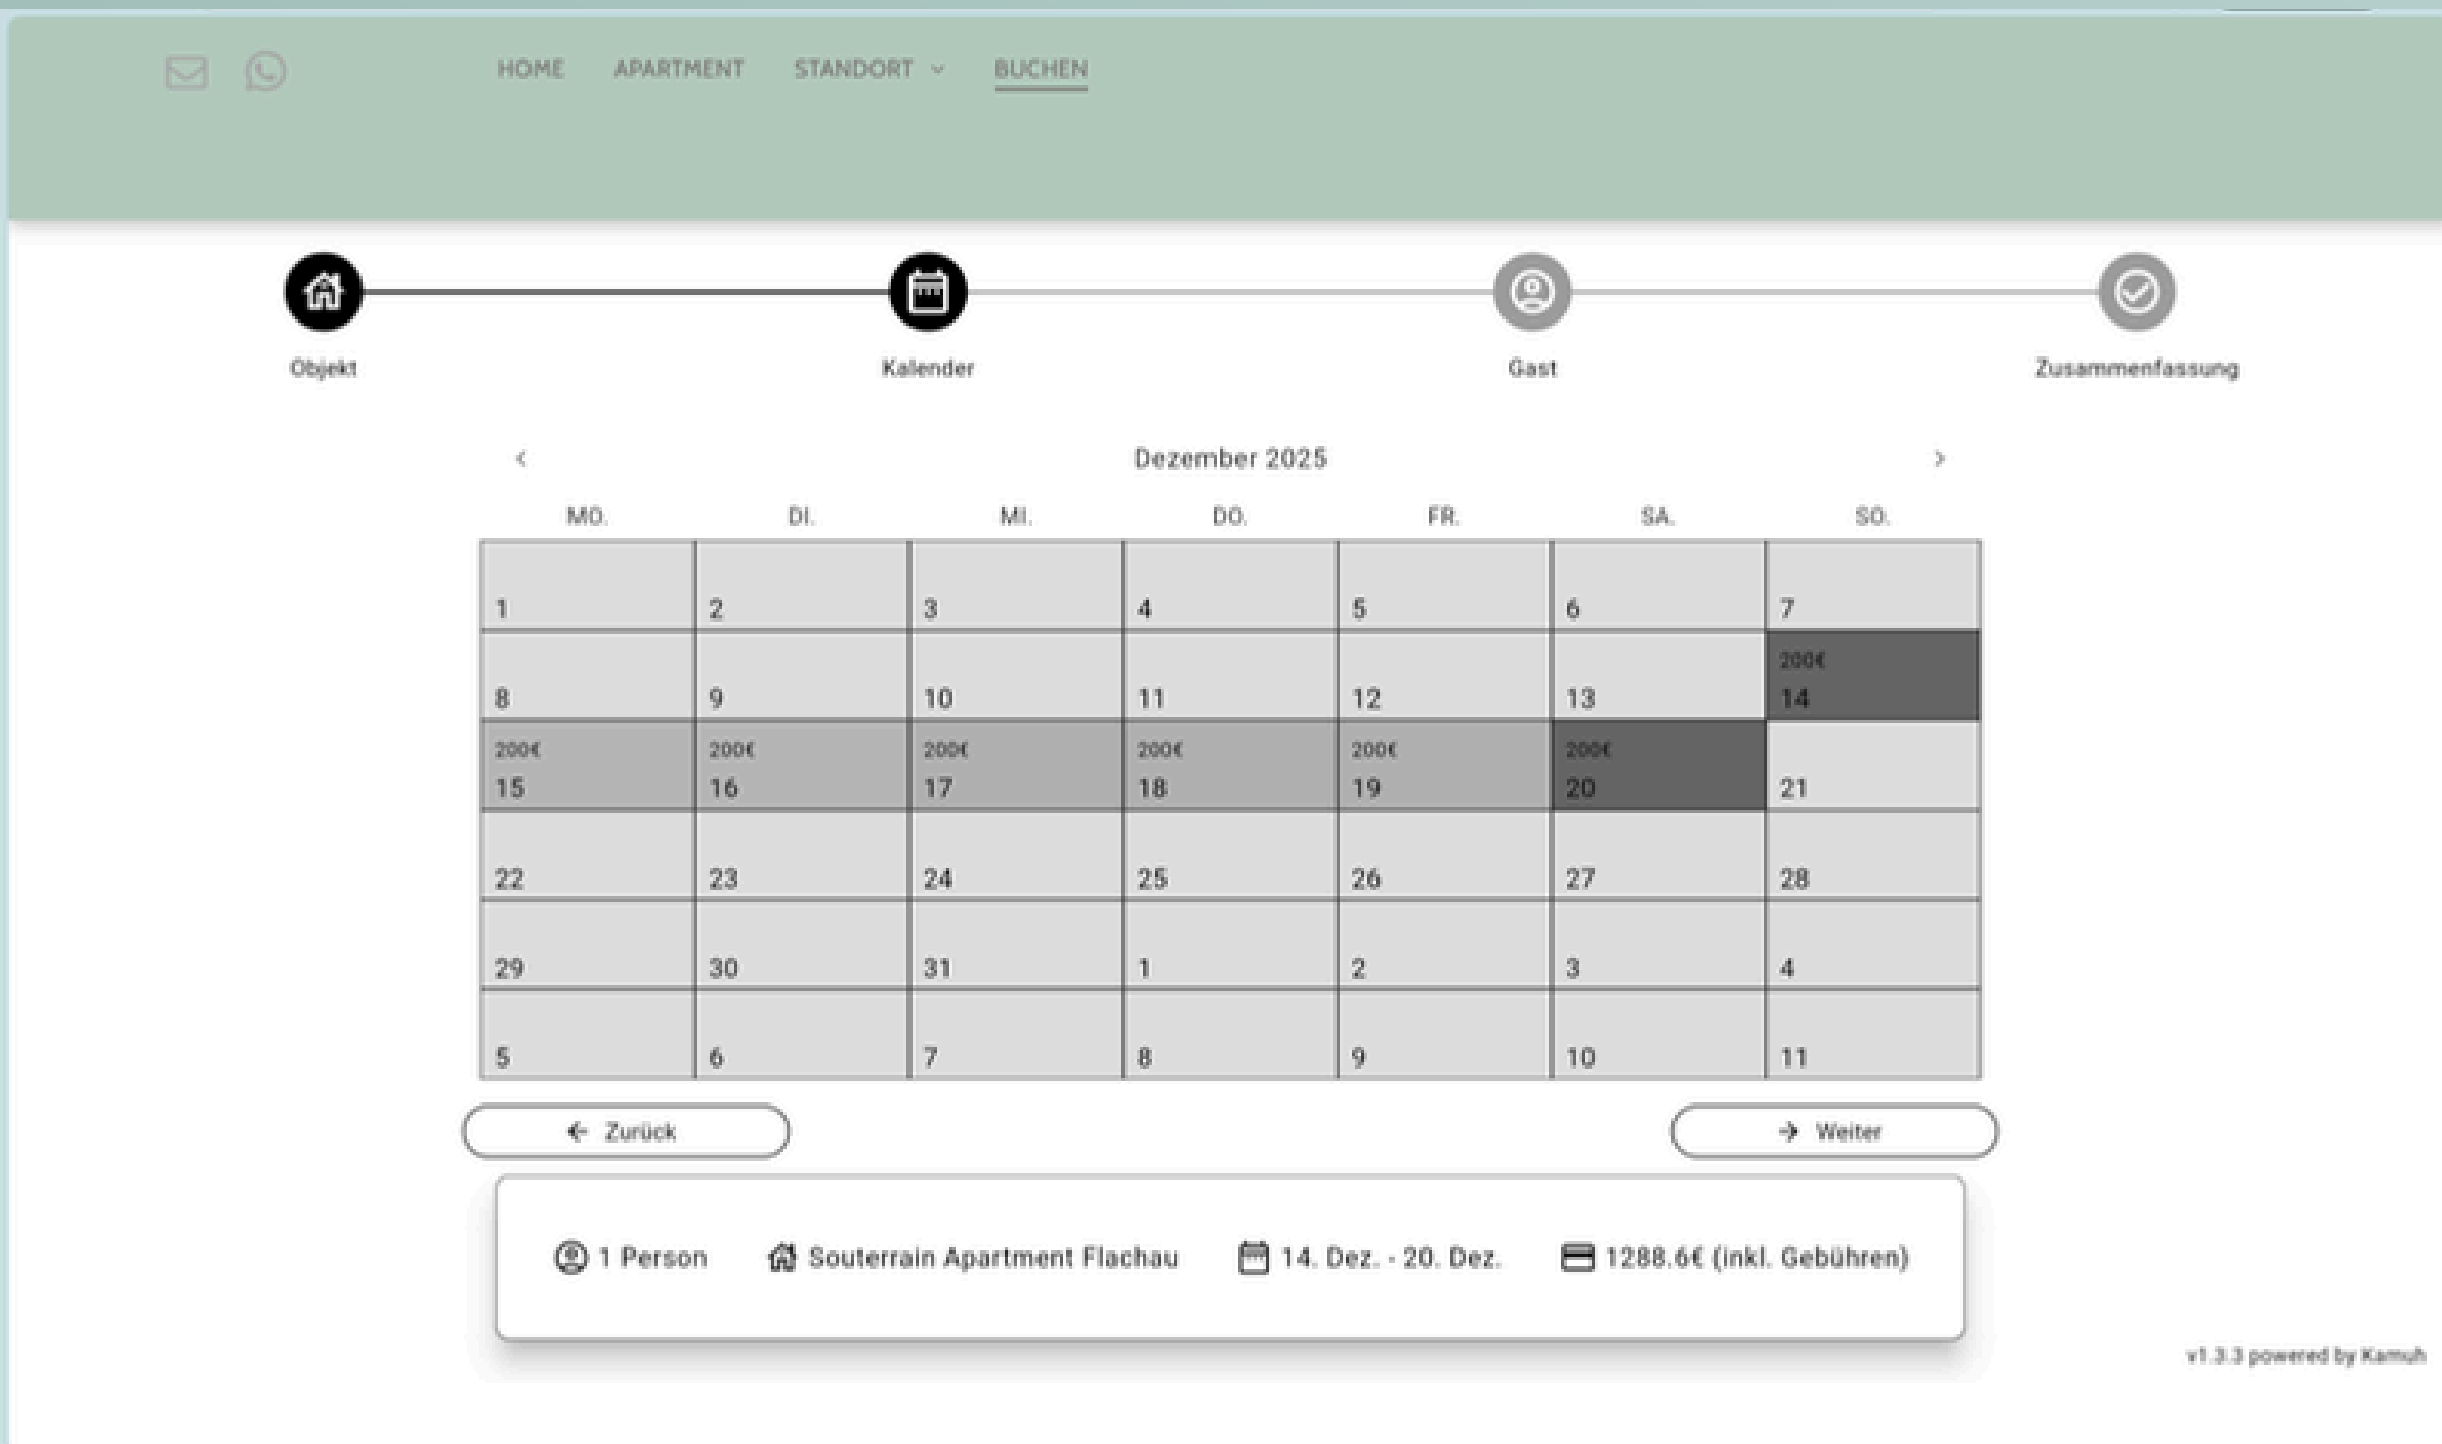 HOME APARTMENT STANDORT BUCHEN
Objekt Kalender Gast Zusammenfassung
< Dezember 2025 >
MO. DI. MI. DO. FR. SA. SO.
1 2 3 4 5 6 7
200€
8 9 10 11 12 13 14
200€ 200€ 200€ 200€ 200€ 200€
15 16 17 18 19 20 21
22 23 24 25 26 27 28
29 30 31 1 2 3 4
5 6 7 8 9 10 11
← Zurück → Weiter
1 Person Souterrain Apartment Flachau 14. Dez. - 20. Dez. 1288.6€ (inkl. Gebühren)
v1.3.3 powered by Kamuh